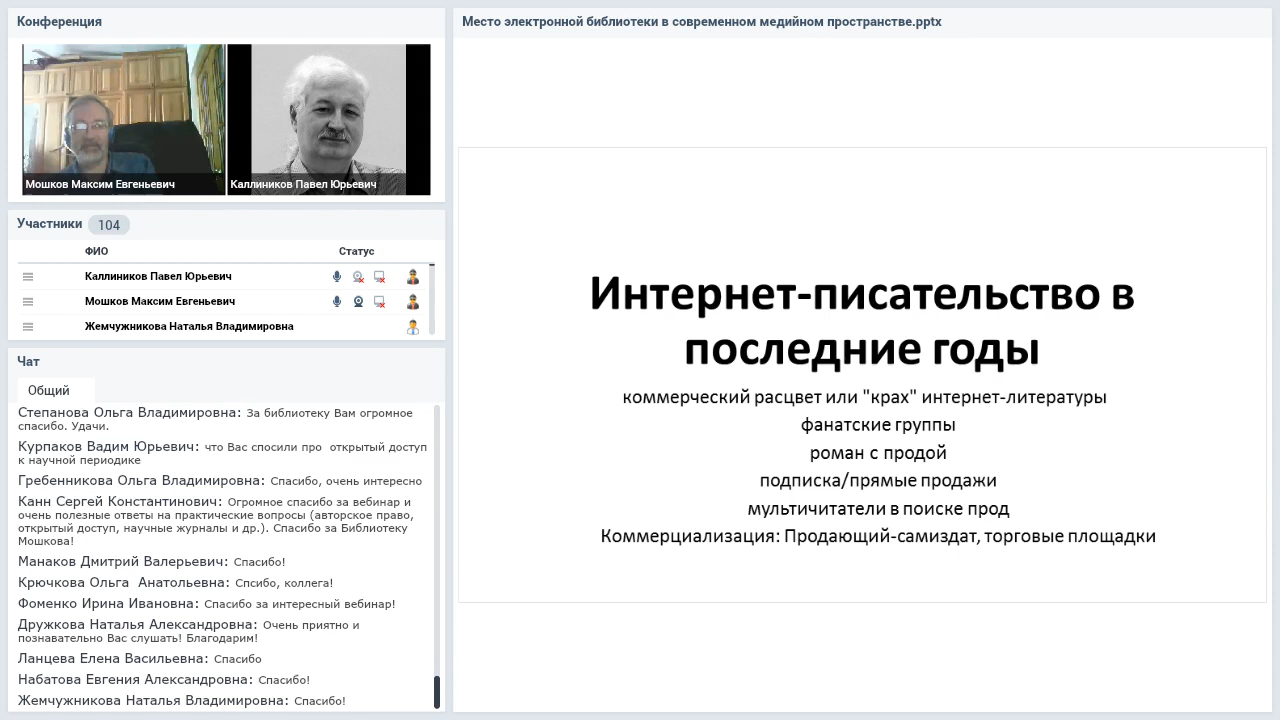 Конференция
Мошков Максим Евгеньевич
Каллиников Павел Юрьевич
Участники 104
ФИО Статус
Каллиников Павел Юрьевич
Мошков Максим Евгеньевич
Жемчужникова Наталья Владимировна
Чат
Общий
Степанова Ольга Владимировна: За библиотеку Вам огромное
спасибо. Удачи.
Курпаков Вадим Юрьевич: что Вас спосили про открытый доступ
к научной периодике
Гребенникова Ольга Владимировна: Спасибо, очень интересно
Канн Сергей Константинович: Огромное спасибо за вебинар и
очень полезные ответы на практические вопросы (авторское право,
открытый доступ, научные журналы и др.). Спасибо за Библиотеку
Мошкова!
Манаков Дмитрий Валерьевич: Спасибо!
Крючкова Ольга Анатольевна: Спсибо, коллега!
Фоменко Ирина Ивановна: Спасибо за интересный вебинар!
Дружкова Наталья Александровна: Очень приятно и
познавательно Вас слушать! Благодарим!
Ланцева Елена Васильевна: Спасибо
Набатова Евгения Александровна: Спасибо!
Жемчужникова Наталья Владимировна: Спасибо!
Место электронной библиотеки в современном медийном пространстве.pptx
Интернет-писательство в
последние годы
коммерческий расцвет или "крах" интернет-литературы
фанатские группы
роман с продой
подписка/прямые продажи
мультичитатели в поиске прод
Коммерциализация: Продающий-самиздат, торговые площадки